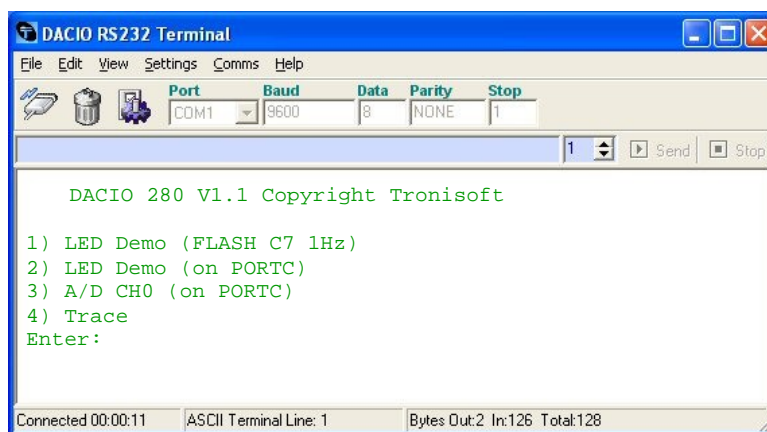 DACIO RS232 Terminal
File Edit View Settings Comms Help
Port Baud Data Parity Stop
COM1 9600 8 NONE 1
1 Send Stop
DACIO 280 V1.1 Copyright Tronisoft
1) LED Demo (FLASH C7 1Hz)
2) LED Demo (on PORTC)
3) A/D CH0 (on PORTC)
4) Trace
Enter:
Connected 00:00:11 ASCII Terminal Line: 1 Bytes Out:2 In:126 Total:128